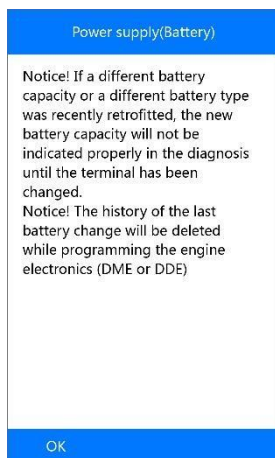 Power supply(Battery)
Notice! If a different battery
capacity or a different battery type
was recently retrofitted, the new
battery capacity will not be
indicated properly in the diagnosis
until the terminal has been
changed.
Notice! The history of the last
battery change will be deleted
while programming the engine
electronics (DME or DDE)
OK